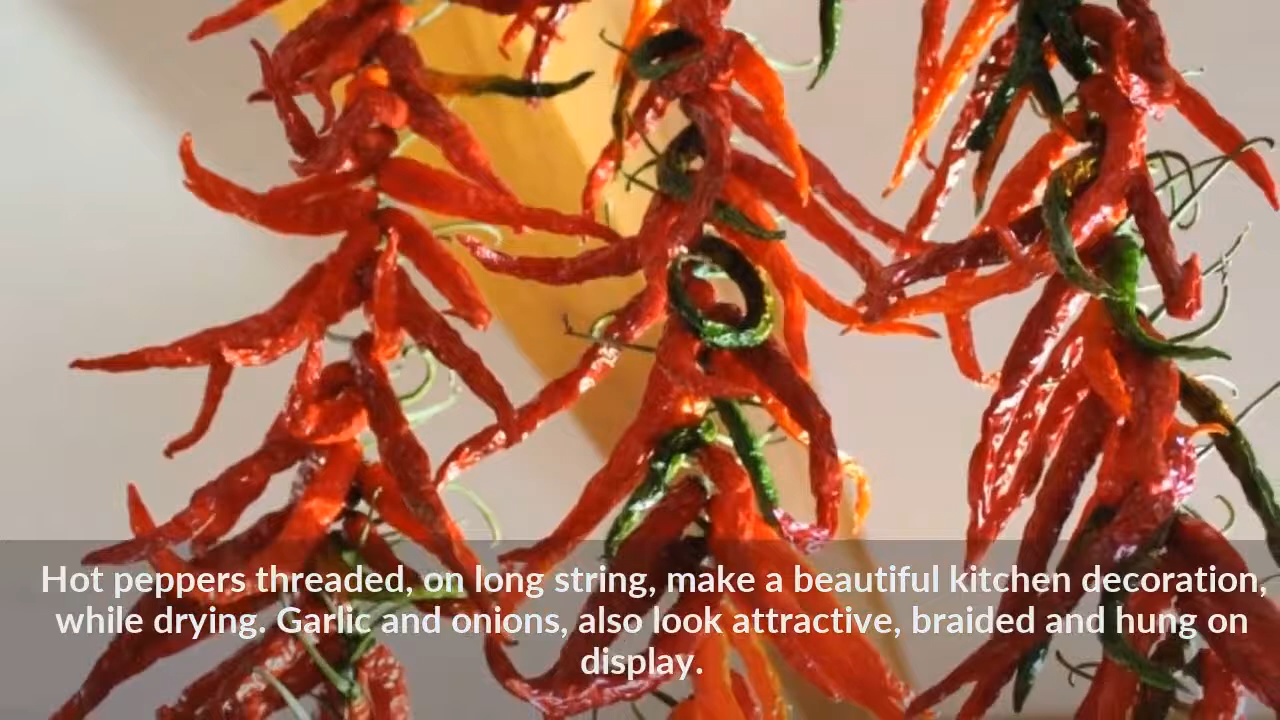 Hot peppers threaded, on long string, make a beautiful kitchen decoration,
while drying. Garlic and onions, also look attractive, braided and hung on
display.